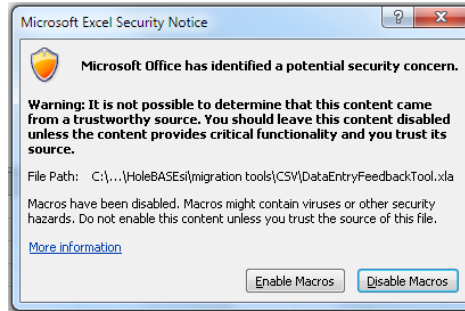 Microsoft Excel Security Notice
Microsoft Office has identified a potential security concern.
Warning: It is not possible to determine that this content came
from a trustworthy source. You should leave this content disabled
unless the content provides critical functionality and you trust its
source.
File Path: C:\...\HoleBASEsi\migration tools\CSV\DataEntryFeedbackTool.xla
Macros have been disabled. Macros might contain viruses or other security
hazards. Do not enable this content unless you trust the source of this file.
More information
Enable Macros Disable Macros